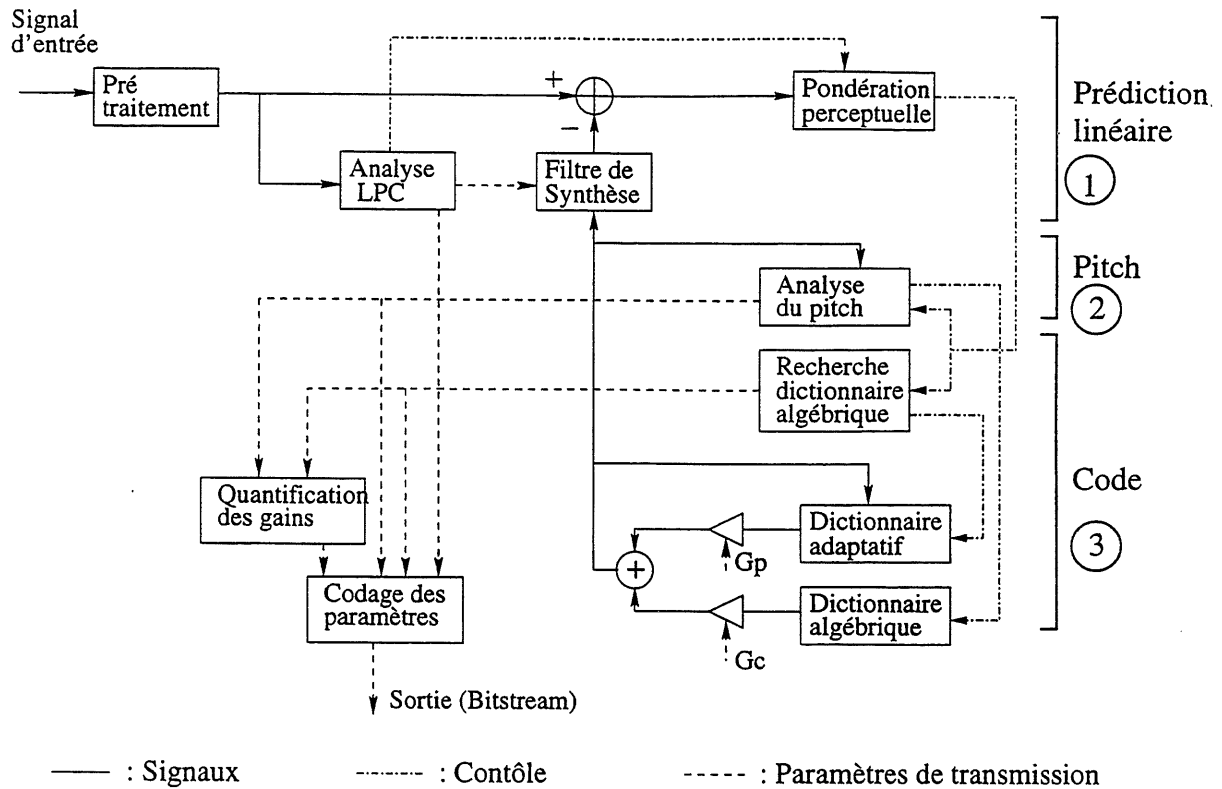 Signal
d'entrée
Pré
traitement
+
−
Pondération
perceptuelle
Prédiction
linéaire
1
Analyse
LPC
Filtre de
Synthèse
Pitch
2
Analyse
du pitch
Recherche
dictionnaire
algébrique
Code
3
Quantification
des gains
Dictionnaire
adaptatif
Gp
+
Codage des
paramètres
Dictionnaire
algébrique
Gc
Sortie (Bitstream)
: Signaux
: Contôle
: Paramètres de transmission